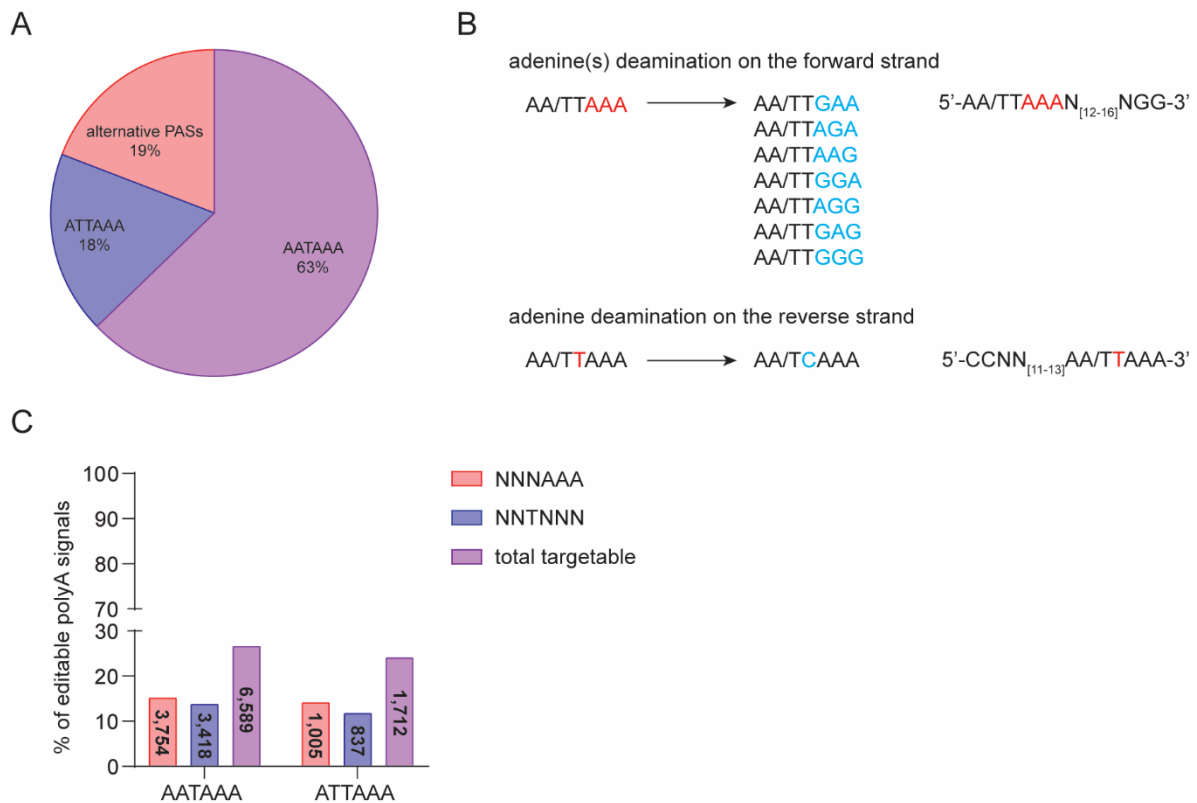 A
alternative PASs
19%
ATTAAA
18%
AATAAA
63%
B
adenine(s) deamination on the forward strand
AA/TTAAA
AA/TTGAA
AA/TTAGA
AA/TTAAG
AA/TTGGA
AA/TTAGG
AA/TTGAG
AA/TTGGG
5’-AA/TTAAAN[12-16]NGG-3’
adenine deamination on the reverse strand
AA/TTAAA
AA/TCAAA
5’-CCNN[11-13]AA/TTAAA-3’
C
% of editable polyA signals
100
90
80
70
30
20
10
0
3,754
3,418
6,589
1,005
837
1,712
AATAAA
ATTAAA
NNNAAA
NNTNNN
total targetable